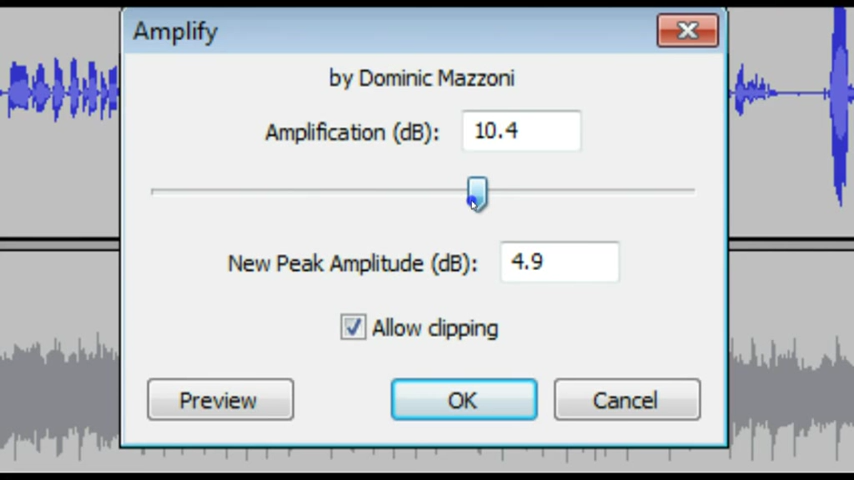 Amplify
by Dominic Mazzoni
Amplification (dB): 10.4
New Peak Amplitude (dB): 4.9
Allow clipping
Preview OK Cancel